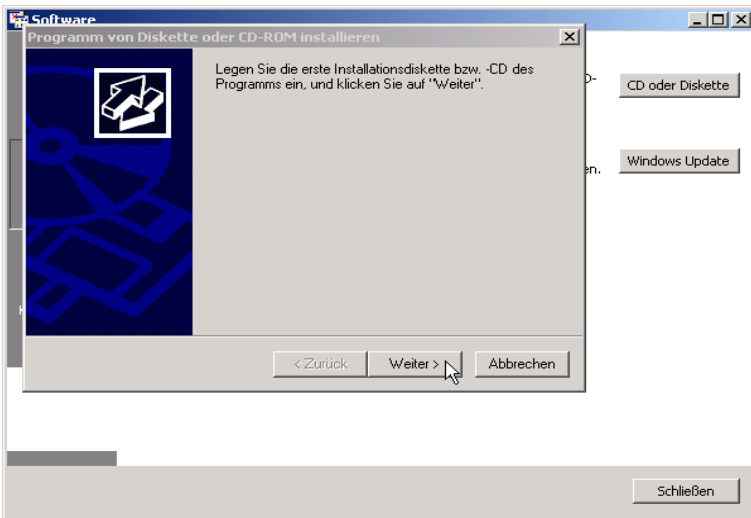 Software
Programm von Diskette oder CD-ROM installieren
Legen Sie die erste Installationsdiskette bzw. -CD des
Programms ein, und klicken Sie auf "Weiter".
CD oder Diskette
en.
Windows Update
< Zurück
Weiter >
Abbrechen
Schließen